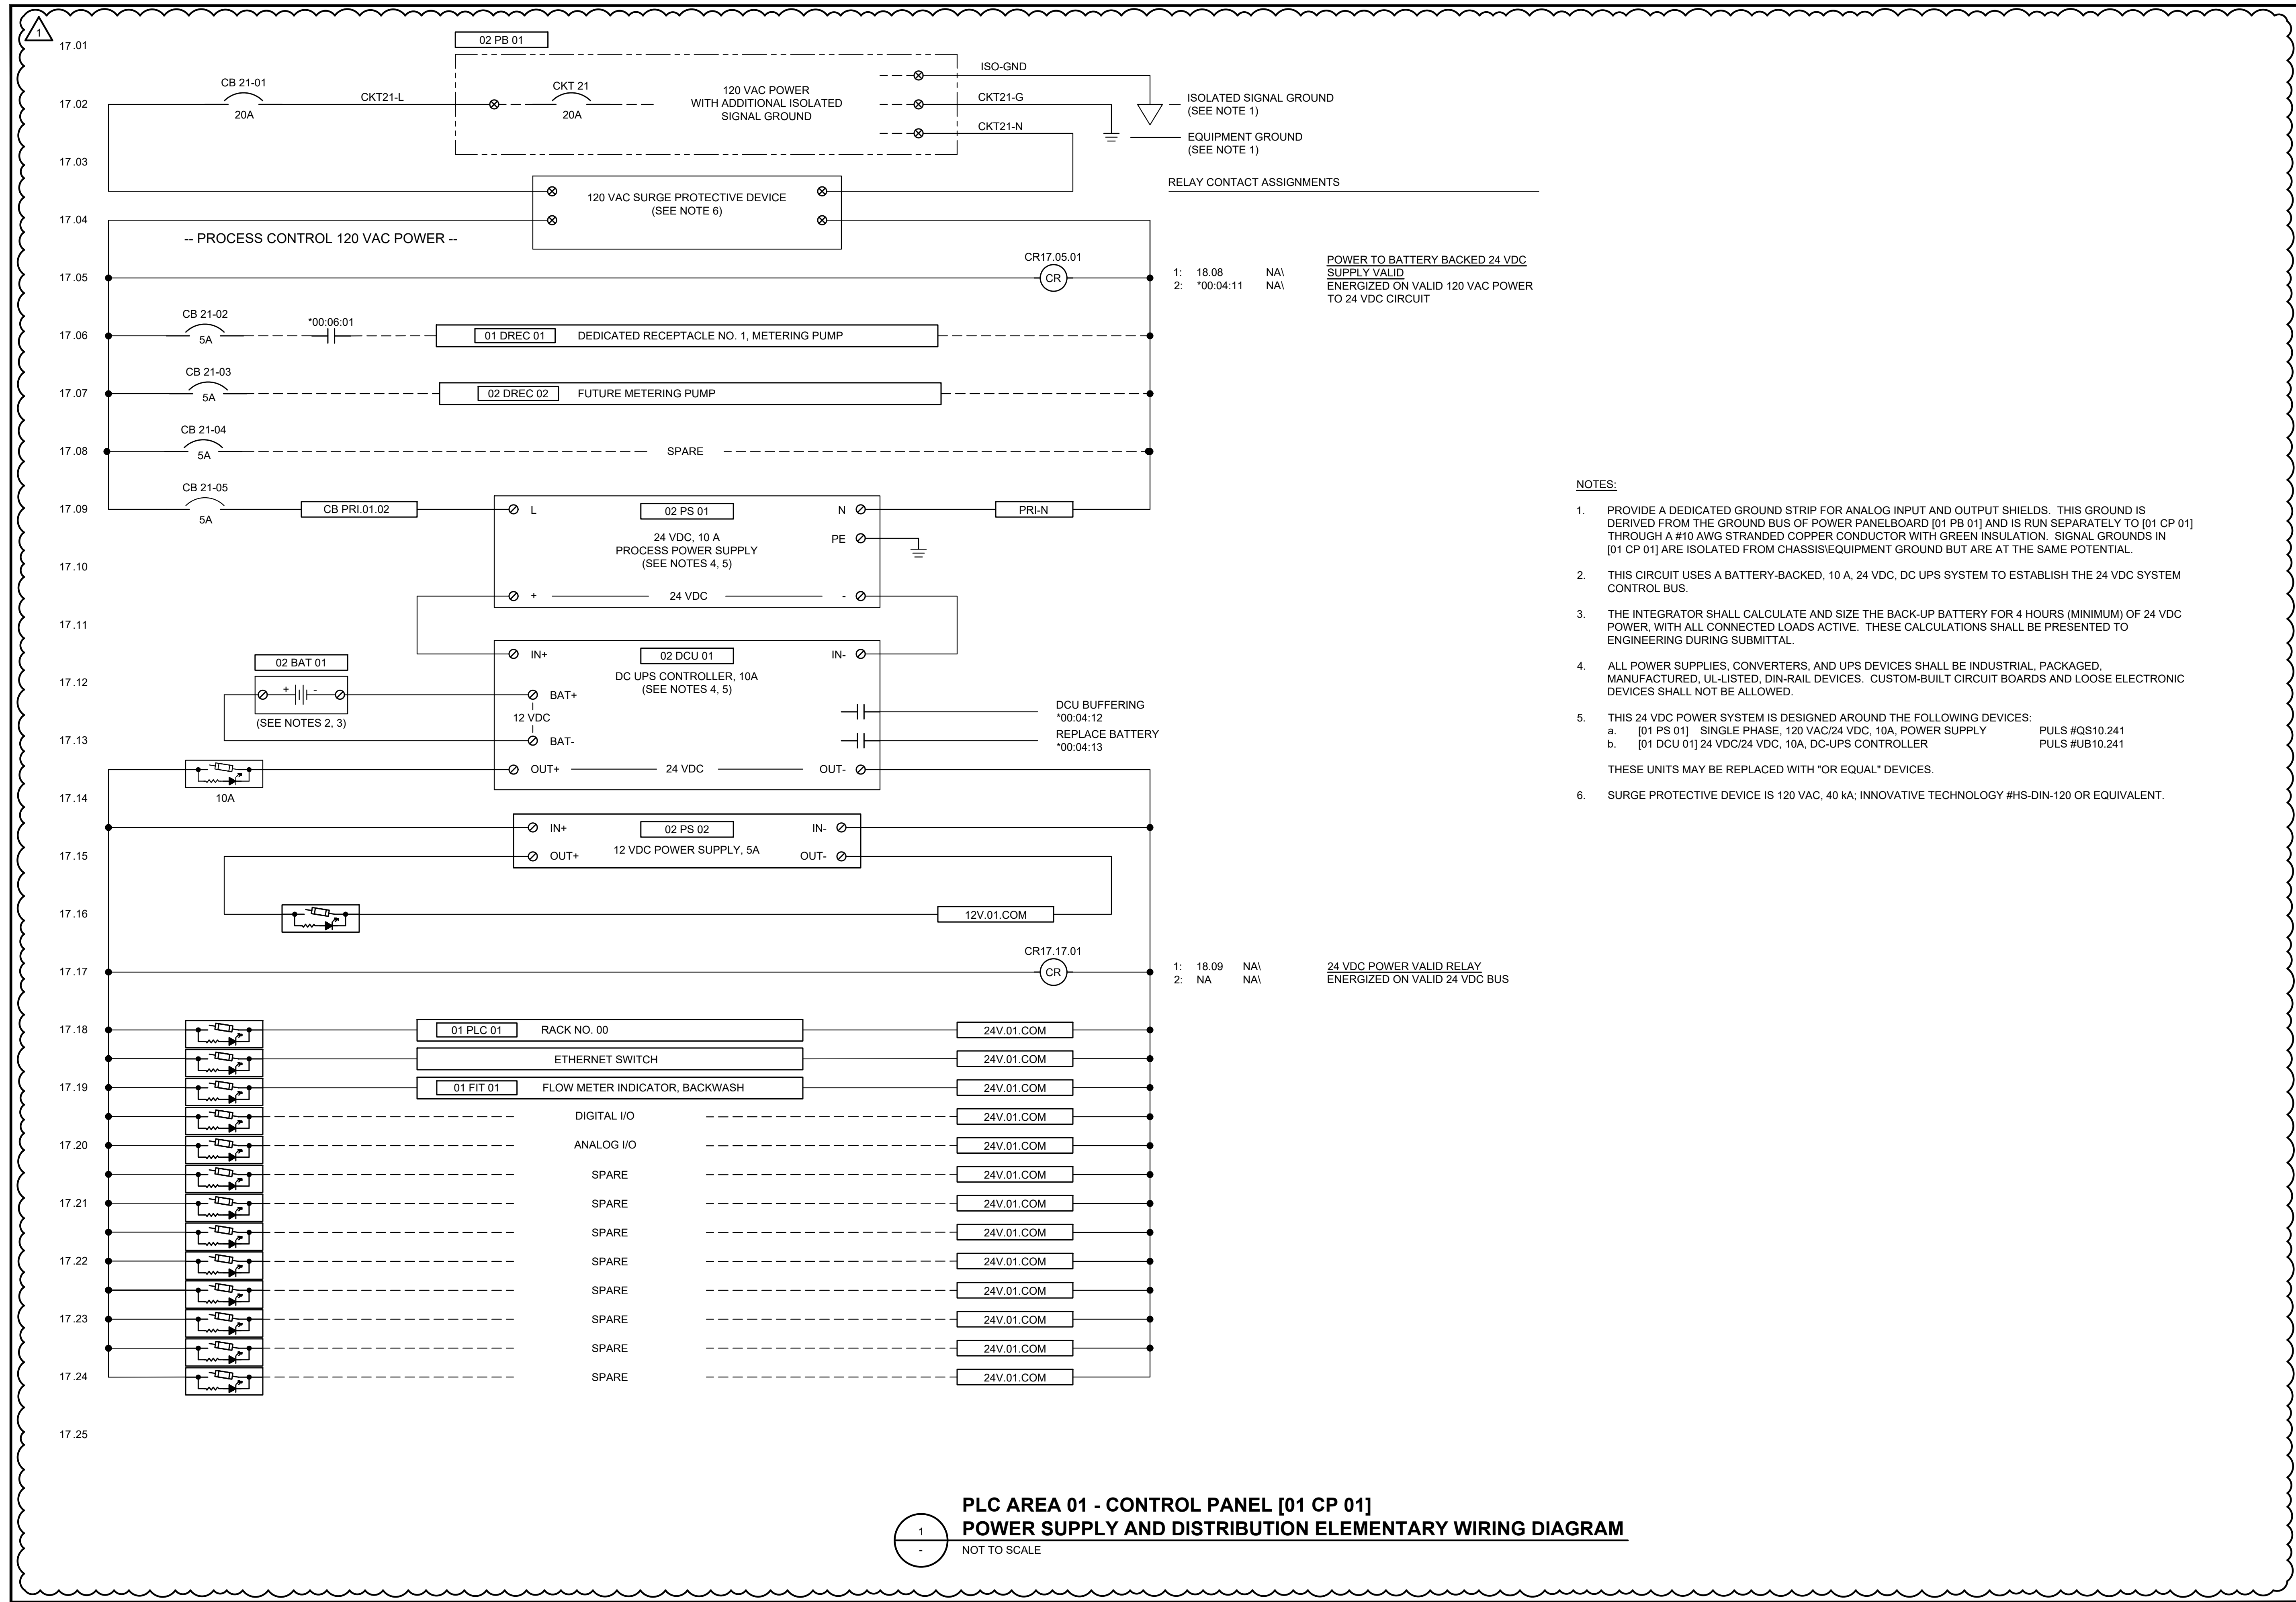 1
17.01
02 PB 01
ISO-GND
CB 21-01
CKT 21
120 VAC POWER
WITH ADDITIONAL ISOLATED
SIGNAL GROUND
17.02
CKT21-L
CKT21-G
ISOLATED SIGNAL GROUND
(SEE NOTE 1)
20A
20A
CKT21-N
EQUIPMENT GROUND
(SEE NOTE 1)
17.03
RELAY CONTACT ASSIGNMENTS
120 VAC SURGE PROTECTIVE DEVICE
(SEE NOTE 6)
17.04
-- PROCESS CONTROL 120 VAC POWER --
CR17.05.01
17.05
CR
1: 18.08 NA\
2: *00:04:11 NA\
POWER TO BATTERY BACKED 24 VDC
SUPPLY VALID
ENERGIZED ON VALID 120 VAC POWER
TO 24 VDC CIRCUIT
CB 21-02
*00:06:01
17.06
5A
01 DREC 01 DEDICATED RECEPTACLE NO. 1, METERING PUMP
CB 21-03
17.07
5A
02 DREC 02 FUTURE METERING PUMP
CB 21-04
17.08
5A
SPARE
CB 21-05
17.09
5A
CB PRI.01.02
L
02 PS 01
N
PRI-N
24 VDC, 10 A
PROCESS POWER SUPPLY
(SEE NOTES 4, 5)
PE
17.10
+ 24 VDC -
17.11
IN+
02 DCU 01
IN-
02 BAT 01
DC UPS CONTROLLER, 10A
(SEE NOTES 4, 5)
17.12
+ -
BAT+
(SEE NOTES 2, 3)
12 VDC
DCU BUFFERING
*00:04:12
17.13
BAT-
REPLACE BATTERY
*00:04:13
OUT+ 24 VDC OUT-
17.14
10A
IN+
02 PS 02
IN-
17.15
OUT+
12 VDC POWER SUPPLY, 5A
OUT-
17.16
12V.01.COM
CR17.17.01
17.17
CR
1: 18.09 NA\
2: NA NA\
24 VDC POWER VALID RELAY
ENERGIZED ON VALID 24 VDC BUS
17.18 01 PLC 01 RACK NO. 00 24V.01.COM
ETHERNET SWITCH 24V.01.COM
17.19 01 FIT 01 FLOW METER INDICATOR, BACKWASH 24V.01.COM
DIGITAL I/O 24V.01.COM
17.20 ANALOG I/O 24V.01.COM
SPARE 24V.01.COM
17.21 SPARE 24V.01.COM
SPARE 24V.01.COM
17.22 SPARE 24V.01.COM
SPARE 24V.01.COM
17.23 SPARE 24V.01.COM
SPARE 24V.01.COM
17.24 SPARE 24V.01.COM
17.25
NOTES:
1. PROVIDE A DEDICATED GROUND STRIP FOR ANALOG INPUT AND OUTPUT SHIELDS. THIS GROUND IS
DERIVED FROM THE GROUND BUS OF POWER PANELBOARD [01 PB 01] AND IS RUN SEPARATELY TO [01 CP 01]
THROUGH A #10 AWG STRANDED COPPER CONDUCTOR WITH GREEN INSULATION. SIGNAL GROUNDS IN
[01 CP 01] ARE ISOLATED FROM CHASSIS\EQUIPMENT GROUND BUT ARE AT THE SAME POTENTIAL.
2. THIS CIRCUIT USES A BATTERY-BACKED, 10 A, 24 VDC, DC UPS SYSTEM TO ESTABLISH THE 24 VDC SYSTEM
CONTROL BUS.
3. THE INTEGRATOR SHALL CALCULATE AND SIZE THE BACK-UP BATTERY FOR 4 HOURS (MINIMUM) OF 24 VDC
POWER, WITH ALL CONNECTED LOADS ACTIVE. THESE CALCULATIONS SHALL BE PRESENTED TO
ENGINEERING DURING SUBMITTAL.
4. ALL POWER SUPPLIES, CONVERTERS, AND UPS DEVICES SHALL BE INDUSTRIAL, PACKAGED,
MANUFACTURED, UL-LISTED, DIN-RAIL DEVICES. CUSTOM-BUILT CIRCUIT BOARDS AND LOOSE ELECTRONIC
DEVICES SHALL NOT BE ALLOWED.
5. THIS 24 VDC POWER SYSTEM IS DESIGNED AROUND THE FOLLOWING DEVICES:
a. [01 PS 01] SINGLE PHASE, 120 VAC/24 VDC, 10A, POWER SUPPLY PULS #QS10.241
b. [01 DCU 01] 24 VDC/24 VDC, 10A, DC-UPS CONTROLLER PULS #UB10.241
THESE UNITS MAY BE REPLACED WITH "OR EQUAL" DEVICES.
6. SURGE PROTECTIVE DEVICE IS 120 VAC, 40 kA; INNOVATIVE TECHNOLOGY #HS-DIN-120 OR EQUIVALENT.
PLC AREA 01 - CONTROL PANEL [01 CP 01]
1
POWER SUPPLY AND DISTRIBUTION ELEMENTARY WIRING DIAGRAM
-
NOT TO SCALE